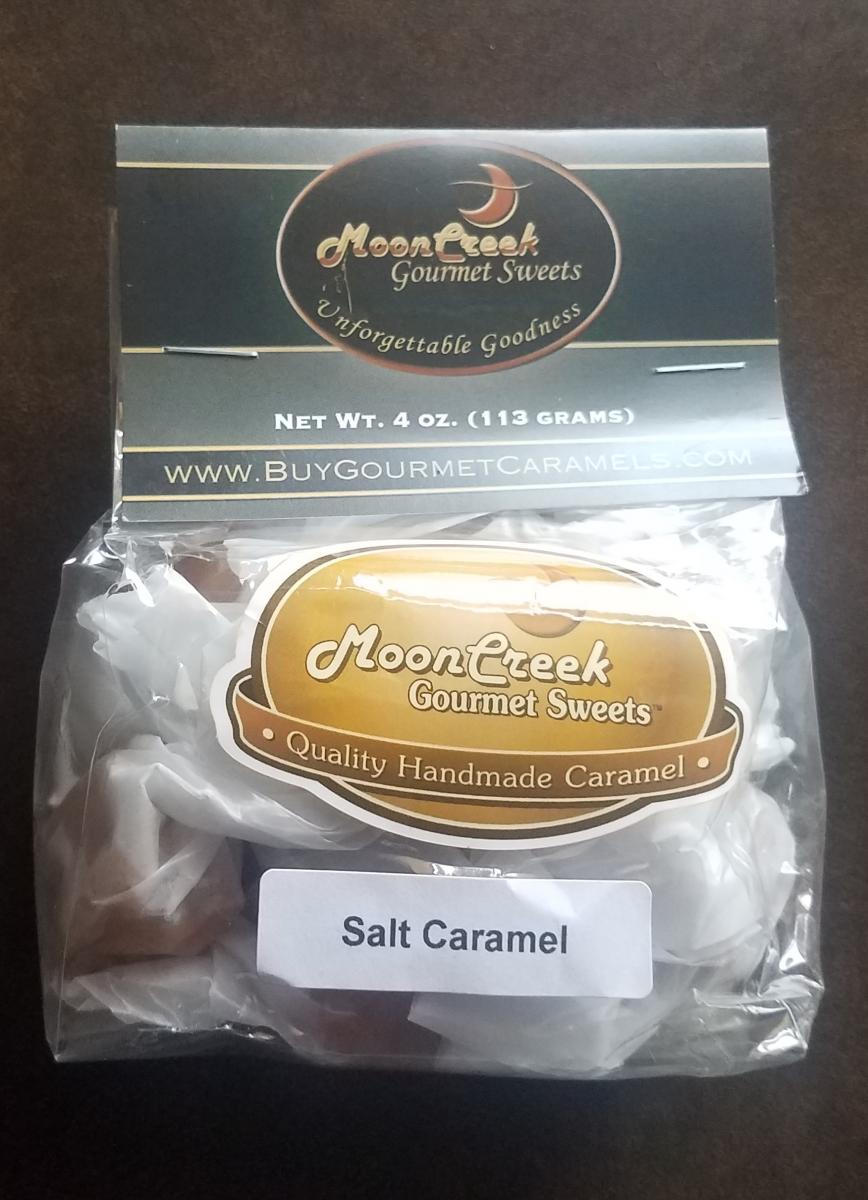 MoonCreek
Gourmet Sweets
Unforgettable Goodness
NET WT. 4 OZ. (113 GRAMS)
WWW.BUYGOURMETCARAMELS.COM
MoonCreek
Gourmet Sweets™
• Quality Handmade Caramel •
Salt Caramel